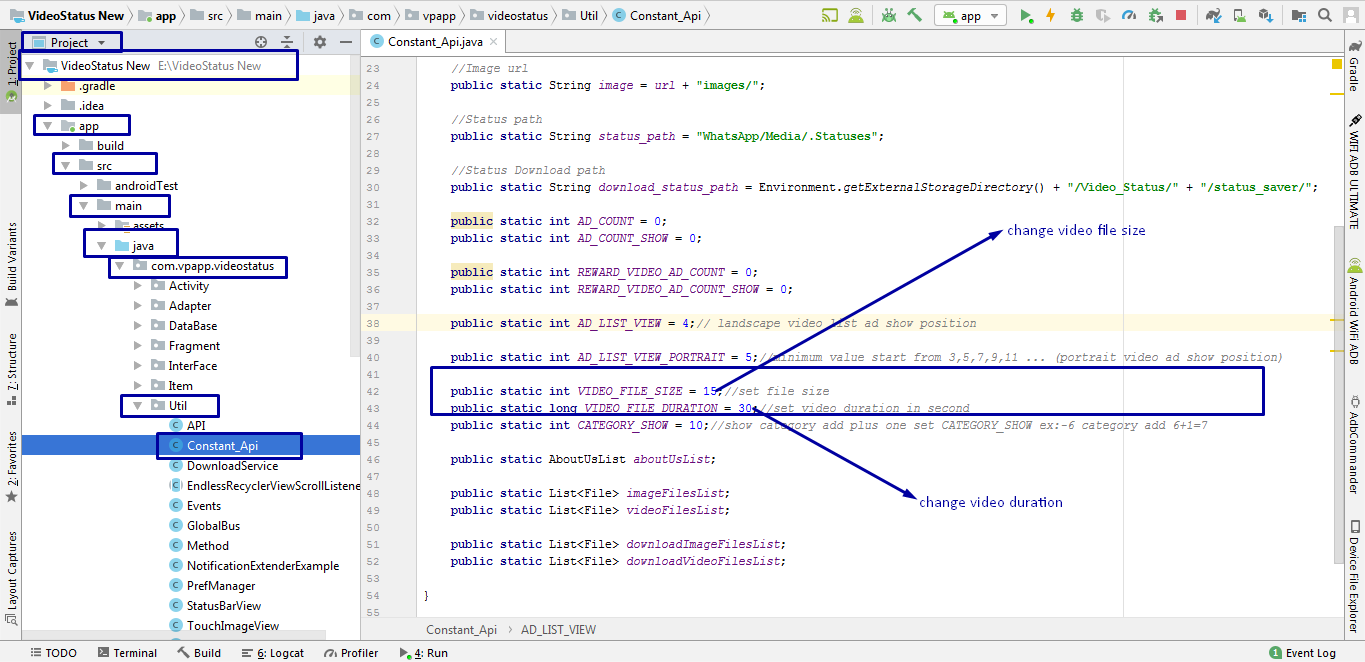 VideoStatus New app src main java com vpapp videostatus Util Constant_Api app
Project
Constant_Api.java
1: Project
Build Variants
7: Structure
2: Favorites
Layout Captures
VideoStatus New E:\VideoStatus New
.gradle
.idea
app
build
src
androidTest
main
assets
java
com.vpapp.videostatus
Activity
Adapter
DataBase
Fragment
InterFace
Item
Util
API
Constant_Api
DownloadService
EndlessRecyclerViewScrollListene
Events
GlobalBus
Method
NotificationExtenderExample
PrefManager
StatusBarView
TouchImageView
23 //Image url
24 public static String image = url + "images/";
25
26 //Status path
27 public static String status_path = "WhatsApp/Media/.Statuses";
28
29 //Status Download path
30 public static String download_status_path = Environment.getExternalStorageDirectory() + "/Video_Status/" + "/status_saver/";
31
32 public static int AD_COUNT = 0;
33 public static int AD_COUNT_SHOW = 0;
34
35 public static int REWARD_VIDEO_AD_COUNT = 0;
36 public static int REWARD_VIDEO_AD_COUNT_SHOW = 0;
37
38 public static int AD_LIST_VIEW = 4;// landscape video list ad show position
39
40 public static int AD_LIST_VIEW_PORTRAIT = 5;//minimum value start from 3,5,7,9,11 ... (portrait video ad show position)
41
42 public static int VIDEO_FILE_SIZE = 15;//set file size
43 public static long VIDEO_FILE_DURATION = 30;//set video duration in second
44 public static int CATEGORY_SHOW = 10;//show category add plus one set CATEGORY_SHOW ex:-6 category add 6+1=7
45
46 public static AboutUsList aboutUsList;
47
48 public static List<File> imageFilesList;
49 public static List<File> videoFilesList;
50
51 public static List<File> downloadImageFilesList;
52 public static List<File> downloadVideoFilesList;
53
54 }
55
change video file size
change video duration
Constant_Api › AD_LIST_VIEW
Gradle
WIFI ADB ULTIMATE
Android WiFi ADB
AdbCommander
Device File Explorer
TODO Terminal Build 6: Logcat Profiler 4: Run 1 Event Log